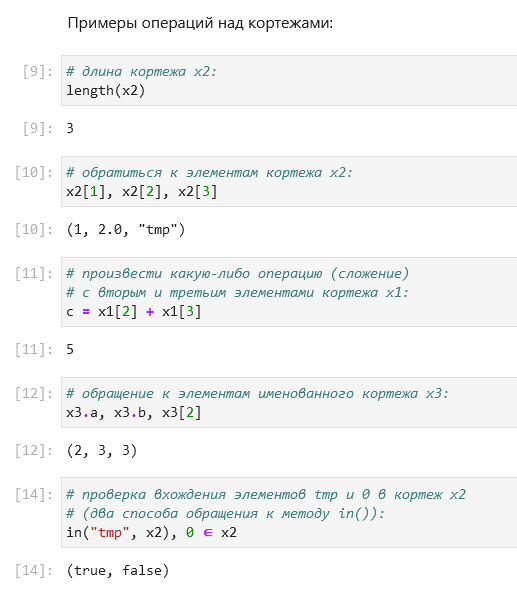 Примеры операций над кортежами:
[9]: # длина кортежа x2:
length(x2)
[9]: 3
[10]: # обратиться к элементам кортежа x2:
x2[1], x2[2], x2[3]
[10]: (1, 2.0, "tmp")
[11]: # произвести какую-либо операцию (сложение)
# с вторым и третьим элементами кортежа x1:
c = x1[2] + x1[3]
[11]: 5
[12]: # обращение к элементам именованного кортежа x3:
x3.a, x3.b, x3[2]
[12]: (2, 3, 3)
[14]: # проверка вхождения элементов tmp и 0 в кортеж x2
# (два способа обращения к методу in()):
in("tmp", x2), 0 ∈ x2
[14]: (true, false)